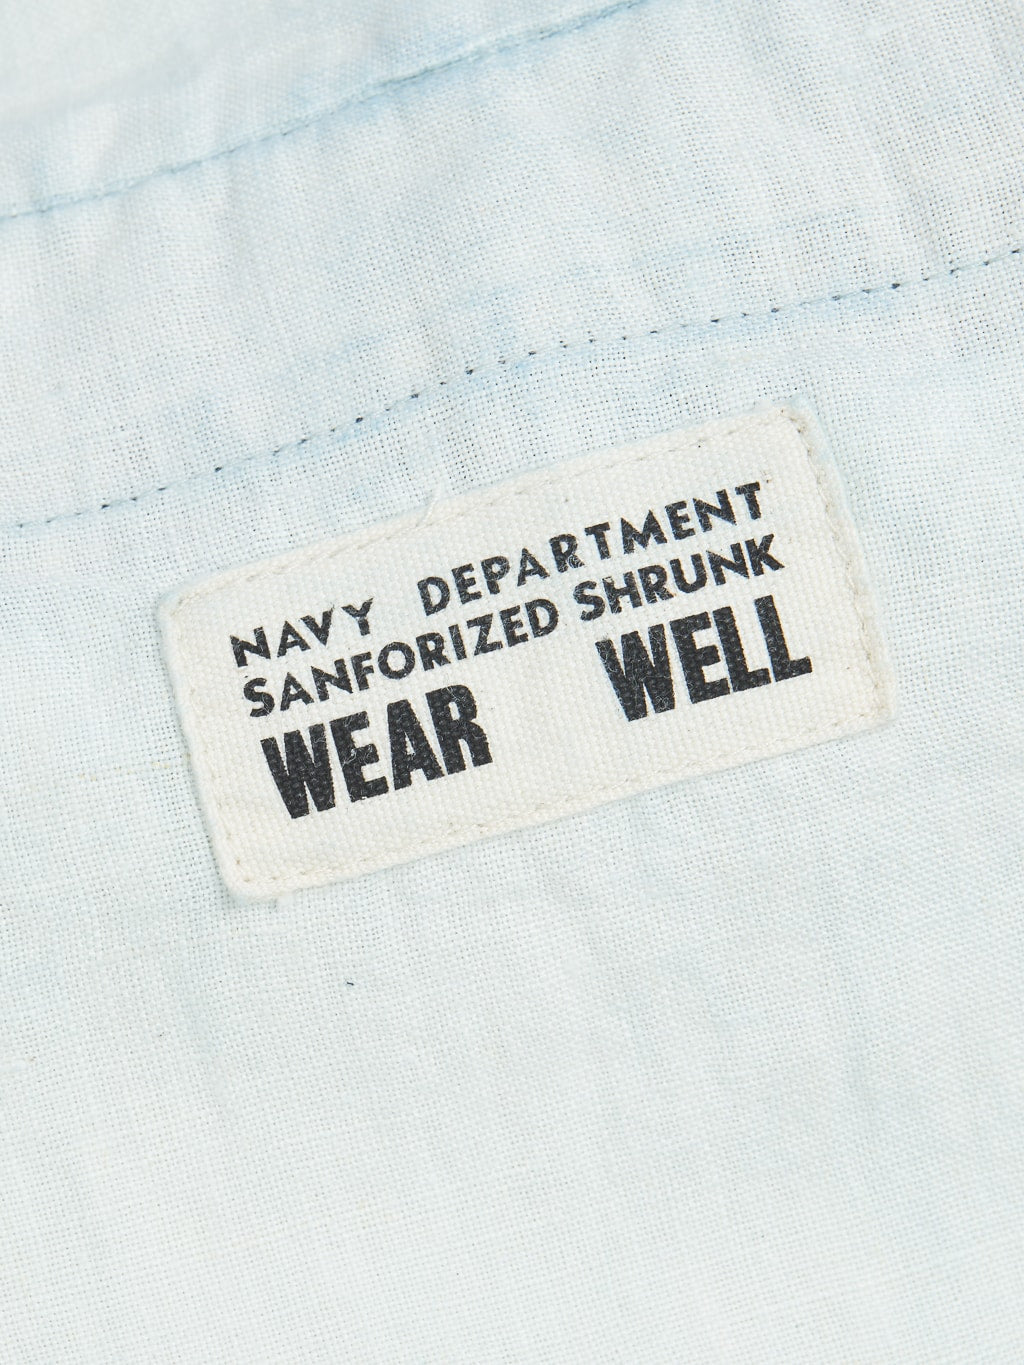 NAVY DEPARTMENT
SANFORIZED SHRUNK
WEAR WELL